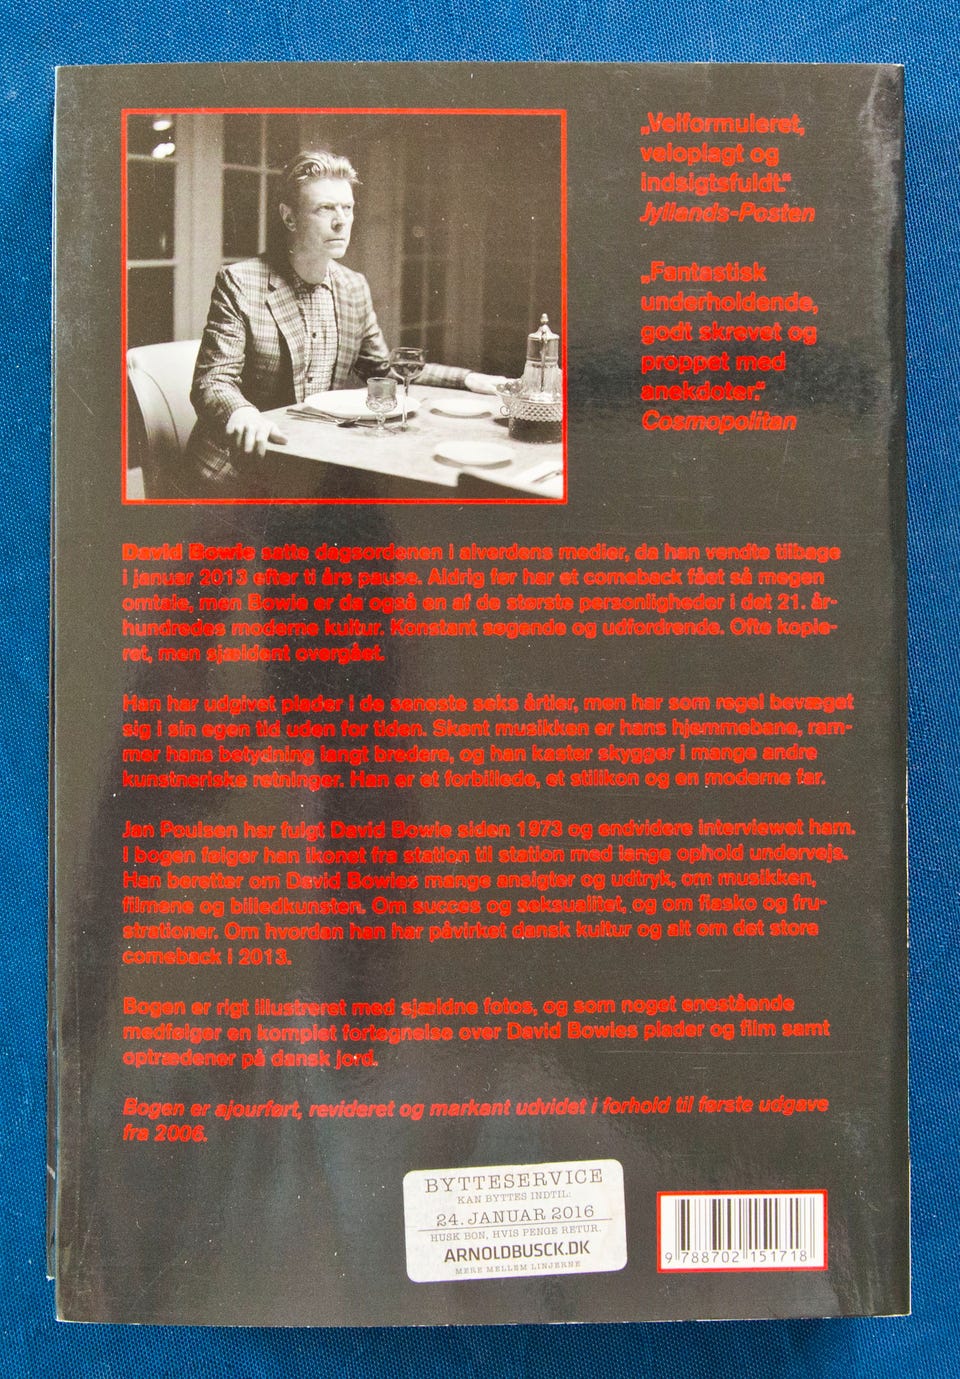 „Velformuleret,
veloplagt og
indsigtsfuldt.“
Jyllands-Posten
„Fantastisk
underholdende,
godt skrevet og
proppet med
anekdoter.“
Cosmopolitan
David Bowie satte dagsordenen i alverdens medier, da han vendte tilbage
i januar 2013 efter ti års pause. Aldrig før har et comeback fået så megen
omtale, men Bowie er da også en af de største personligheder i det 21. år-
hundredes moderne kultur. Konstant søgende og udfordrende. Ofte kopie-
ret, men sjældent overgået.
Han har udgivet plader i de seneste seks årtier, men har som regel bevæget
sig i sin egen tid uden for tiden. Skønt musikken er hans hjemmebane, ram-
mer hans betydning langt bredere, og han kaster skygger i mange andre
kunstneriske retninger. Han er et forbillede, et stilikon og en moderne far.
Jan Poulsen har fulgt David Bowie siden 1973 og endvidere interviewet ham.
I bogen følger han ikonet fra station til station med lange ophold undervejs.
Han beretter om David Bowies mange ansigter og udtryk, om musikken,
filmene og billedkunsten. Om succes og seksualitet, og om fiasko og fru-
strationer. Om hvordan han har påvirket dansk kultur og alt om det store
comeback i 2013.
Bogen er rigt illustreret med sjældne fotos, og som noget enestående
medfølger en komplet fortegnelse over David Bowies plader og film samt
optrædener på dansk jord.
Bogen er ajourført, revideret og markant udvidet i forhold til første udgave
fra 2006.
BYTTESERVICE
KAN BYTTES INDTIL:
24. JANUAR 2016
HUSK BON, HVIS PENGE RETUR.
ARNOLDBUSCK.DK
MERE MELLEM LINJERNE
9 788702 151718